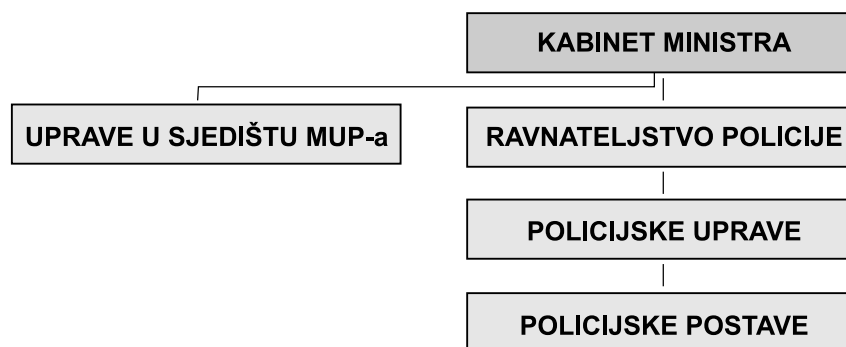 KABINET MINISTRA
UPRAVE U SJEDIŠTU MUP-a
RAVNATELJSTVO POLICIJE
POLICIJSKE UPRAVE
POLICIJSKE POSTAVE